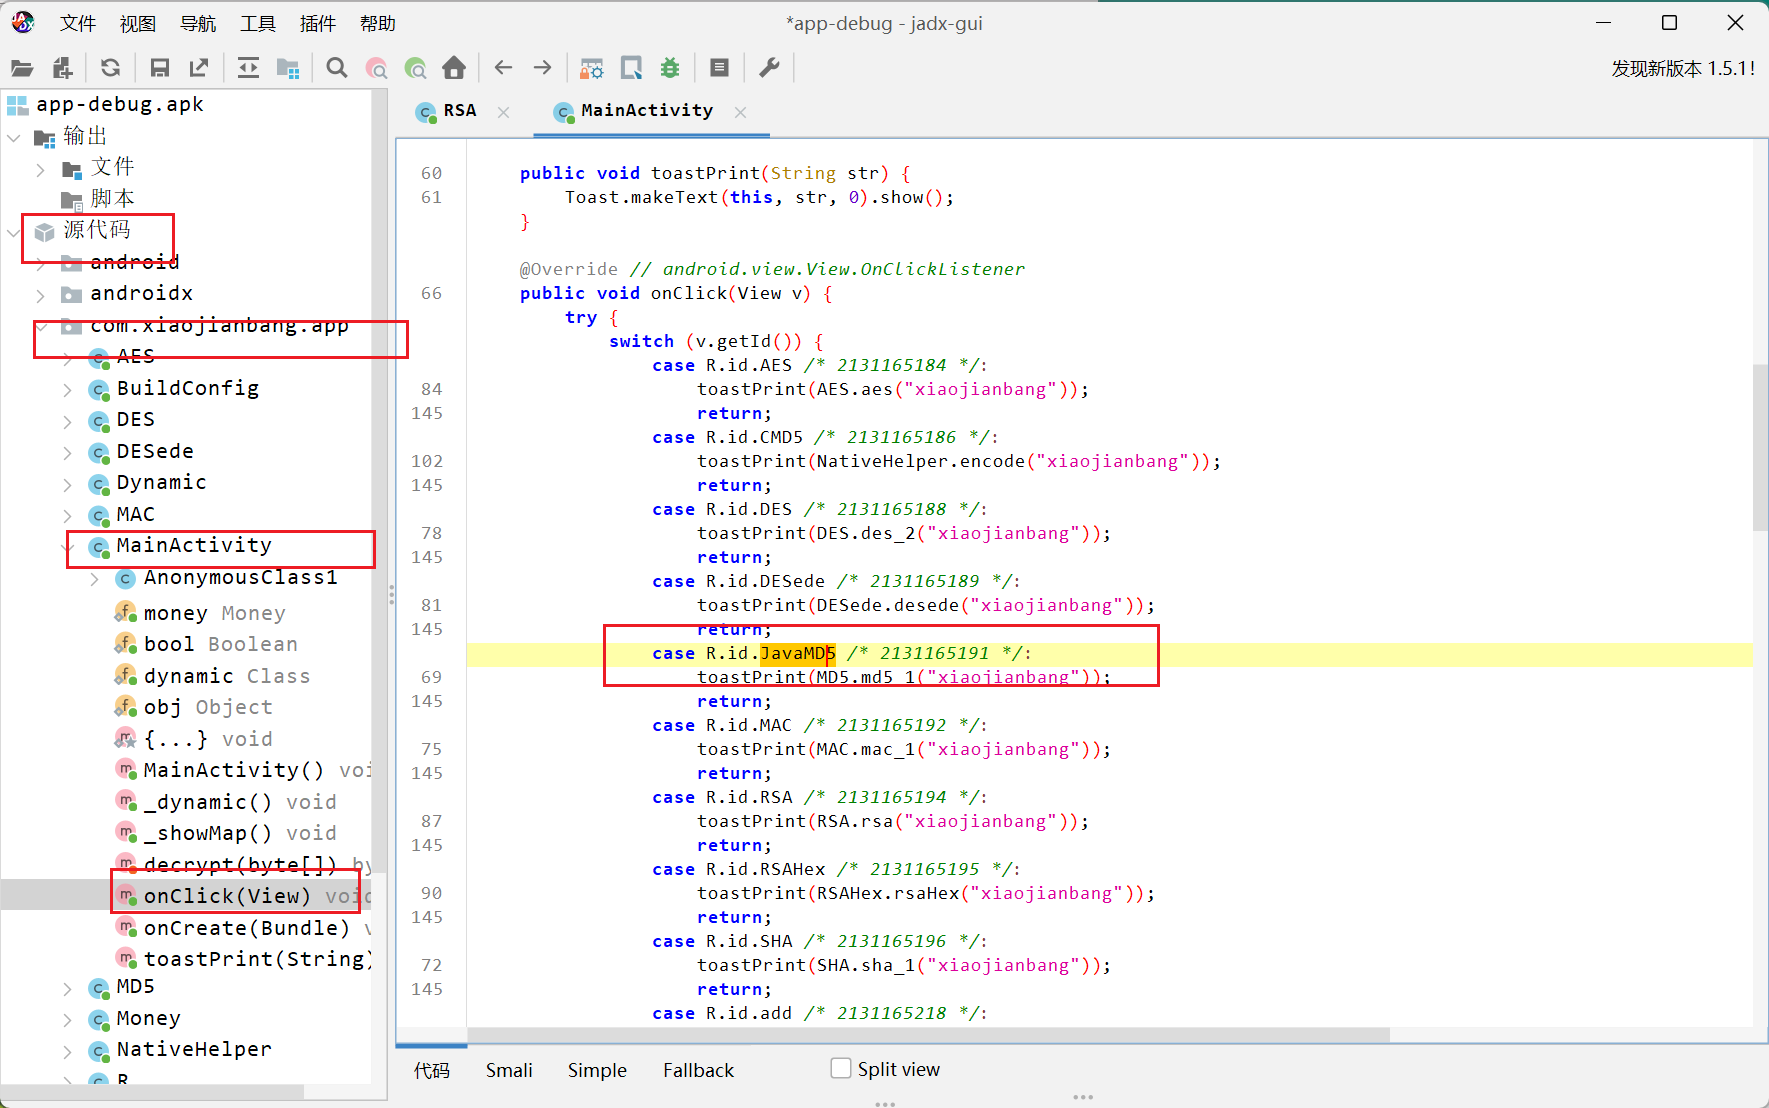 文件 视图 导航 工具 插件 帮助
*app-debug - jadx-gui
发现新版本 1.5.1!
app-debug.apk
输出
文件
脚本
源代码
android
androidx
com.xiaojianbang.app
AES
BuildConfig
DES
DESede
Dynamic
MAC
MainActivity
AnonymousClass1
money Money
bool Boolean
dynamic Class
obj Object
{...} void
MainActivity() voi
_dynamic() void
_showMap() void
decrypt(byte[]) by
onClick(View) void
onCreate(Bundle) v
toastPrint(String)
MD5
Money
NativeHelper
R
RSA MainActivity
60 public void toastPrint(String str) {
61 Toast.makeText(this, str, 0).show();
}
@Override // android.view.View.OnClickListener
66 public void onClick(View v) {
try {
switch (v.getId()) {
case R.id.AES /* 2131165184 */:
84 toastPrint(AES.aes("xiaojianbang"));
145 return;
case R.id.CMD5 /* 2131165186 */:
102 toastPrint(NativeHelper.encode("xiaojianbang"));
145 return;
case R.id.DES /* 2131165188 */:
78 toastPrint(DES.des_2("xiaojianbang"));
145 return;
case R.id.DESede /* 2131165189 */:
81 toastPrint(DESede.desede("xiaojianbang"));
145 return;
case R.id.JavaMD5 /* 2131165191 */:
69 toastPrint(MD5.md5_1("xiaojianbang"));
145 return;
case R.id.MAC /* 2131165192 */:
75 toastPrint(MAC.mac_1("xiaojianbang"));
145 return;
case R.id.RSA /* 2131165194 */:
87 toastPrint(RSA.rsa("xiaojianbang"));
145 return;
case R.id.RSAHex /* 2131165195 */:
90 toastPrint(RSAHex.rsaHex("xiaojianbang"));
145 return;
case R.id.SHA /* 2131165196 */:
72 toastPrint(SHA.sha_1("xiaojianbang"));
145 return;
case R.id.add /* 2131165218 */:
代码 Smali Simple Fallback Split view